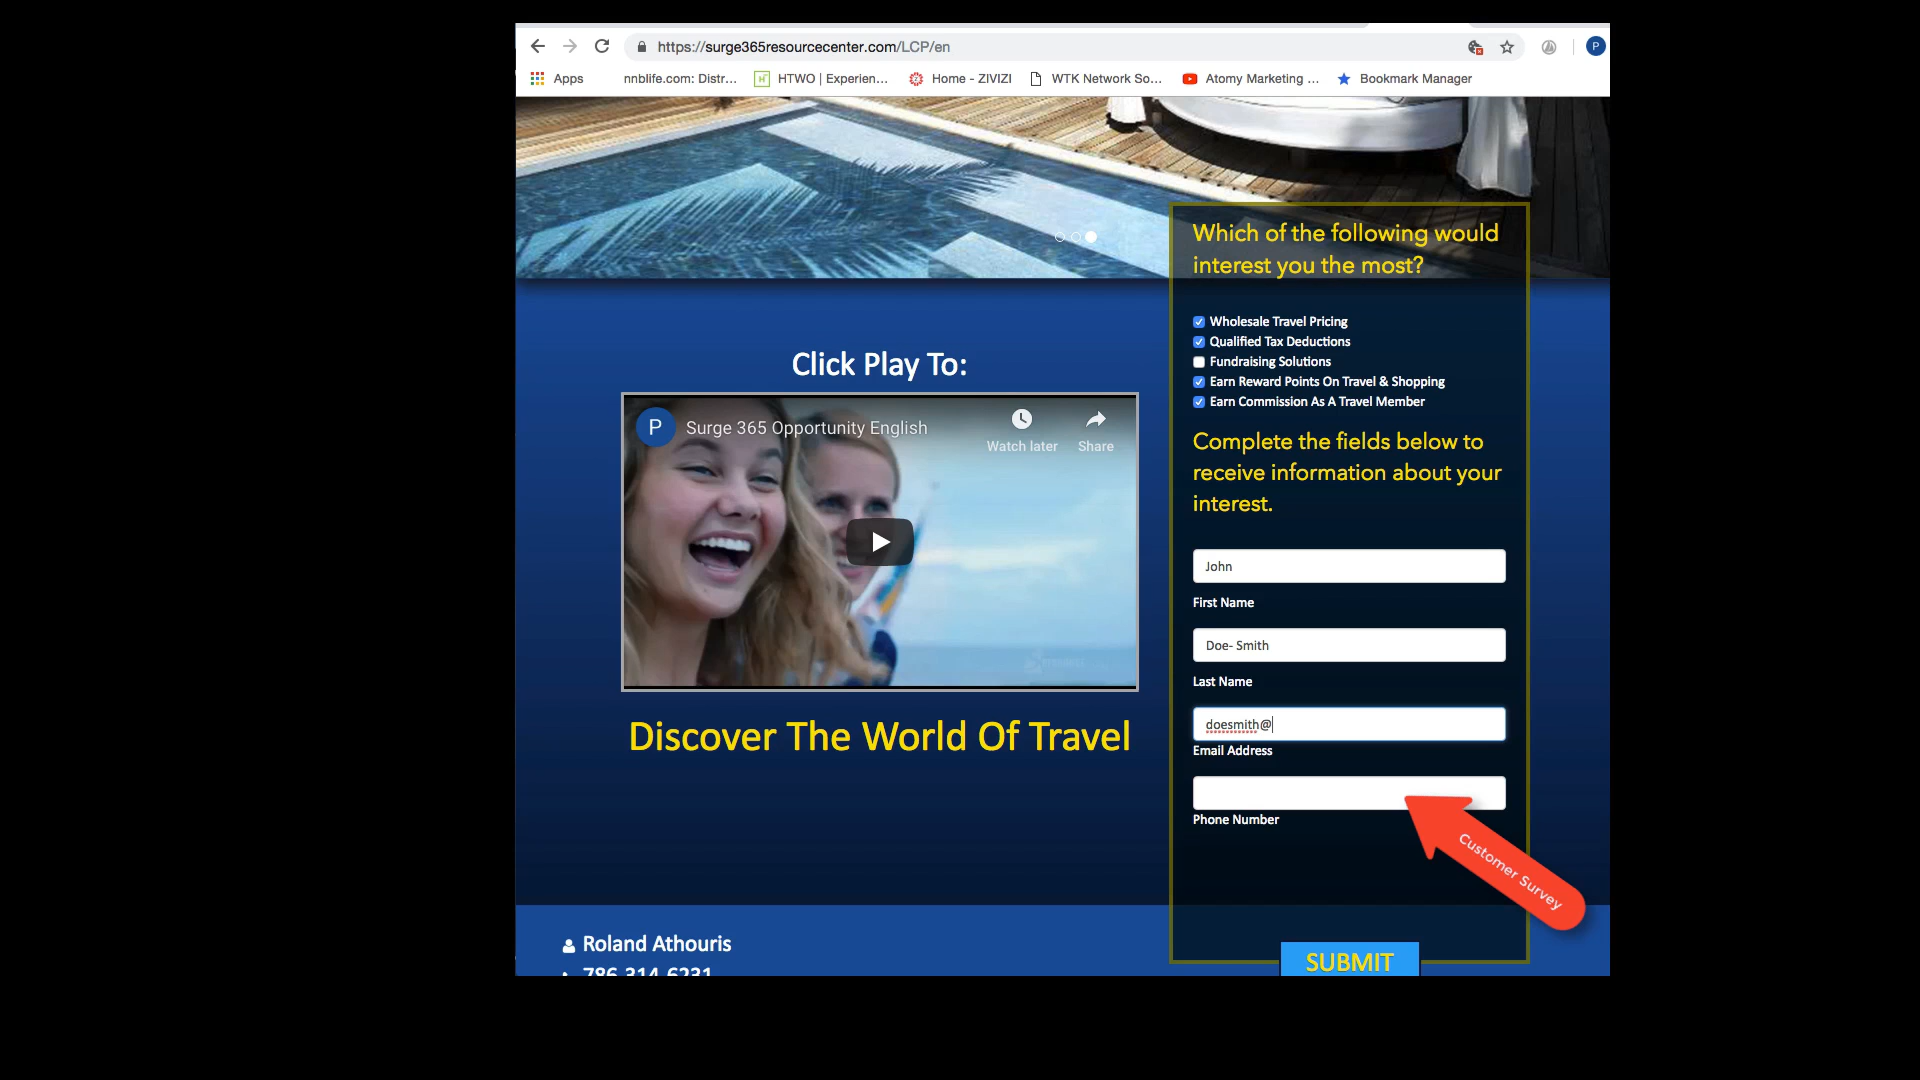 https://surge365resourcecenter.com/LCP/en
P
Apps
nnblife.com: Distr...
HTWO | Experien...
Home - ZIVIZI
WTK Network So...
Atomy Marketing ...
Bookmark Manager
Which of the following would
interest you the most?
Wholesale Travel Pricing
Qualified Tax Deductions
Fundraising Solutions
Earn Reward Points On Travel & Shopping
Earn Commission As A Travel Member
Click Play To:
P
Surge 365 Opportunity English
Watch later
Share
Discover The World Of Travel
Complete the fields below to
receive information about your
interest.
John
First Name
Doe- Smith
Last Name
doesmith@
Email Address
Phone Number
Customer Survey
Roland Athouris
786-314-6231
SUBMIT